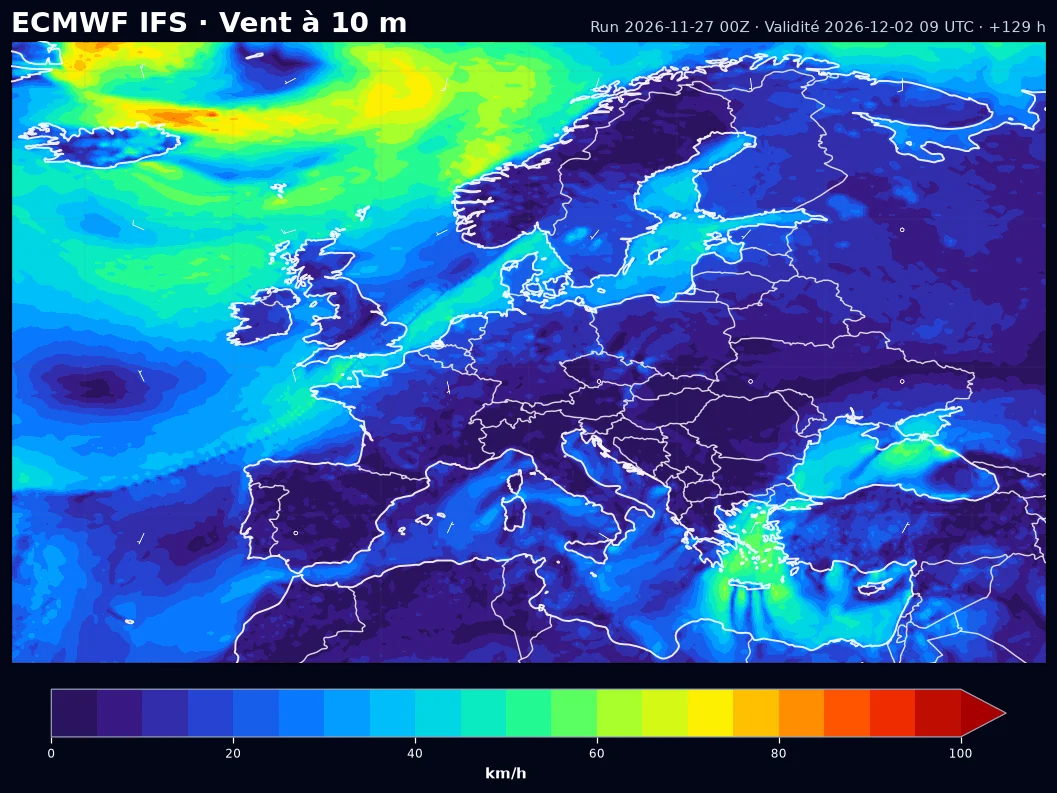 ECMWF IFS · Vent à 10 m
Run 2026-11-27 00Z · Validité 2026-12-02 09 UTC · +129 h
0 20 40 60 80 100
km/h